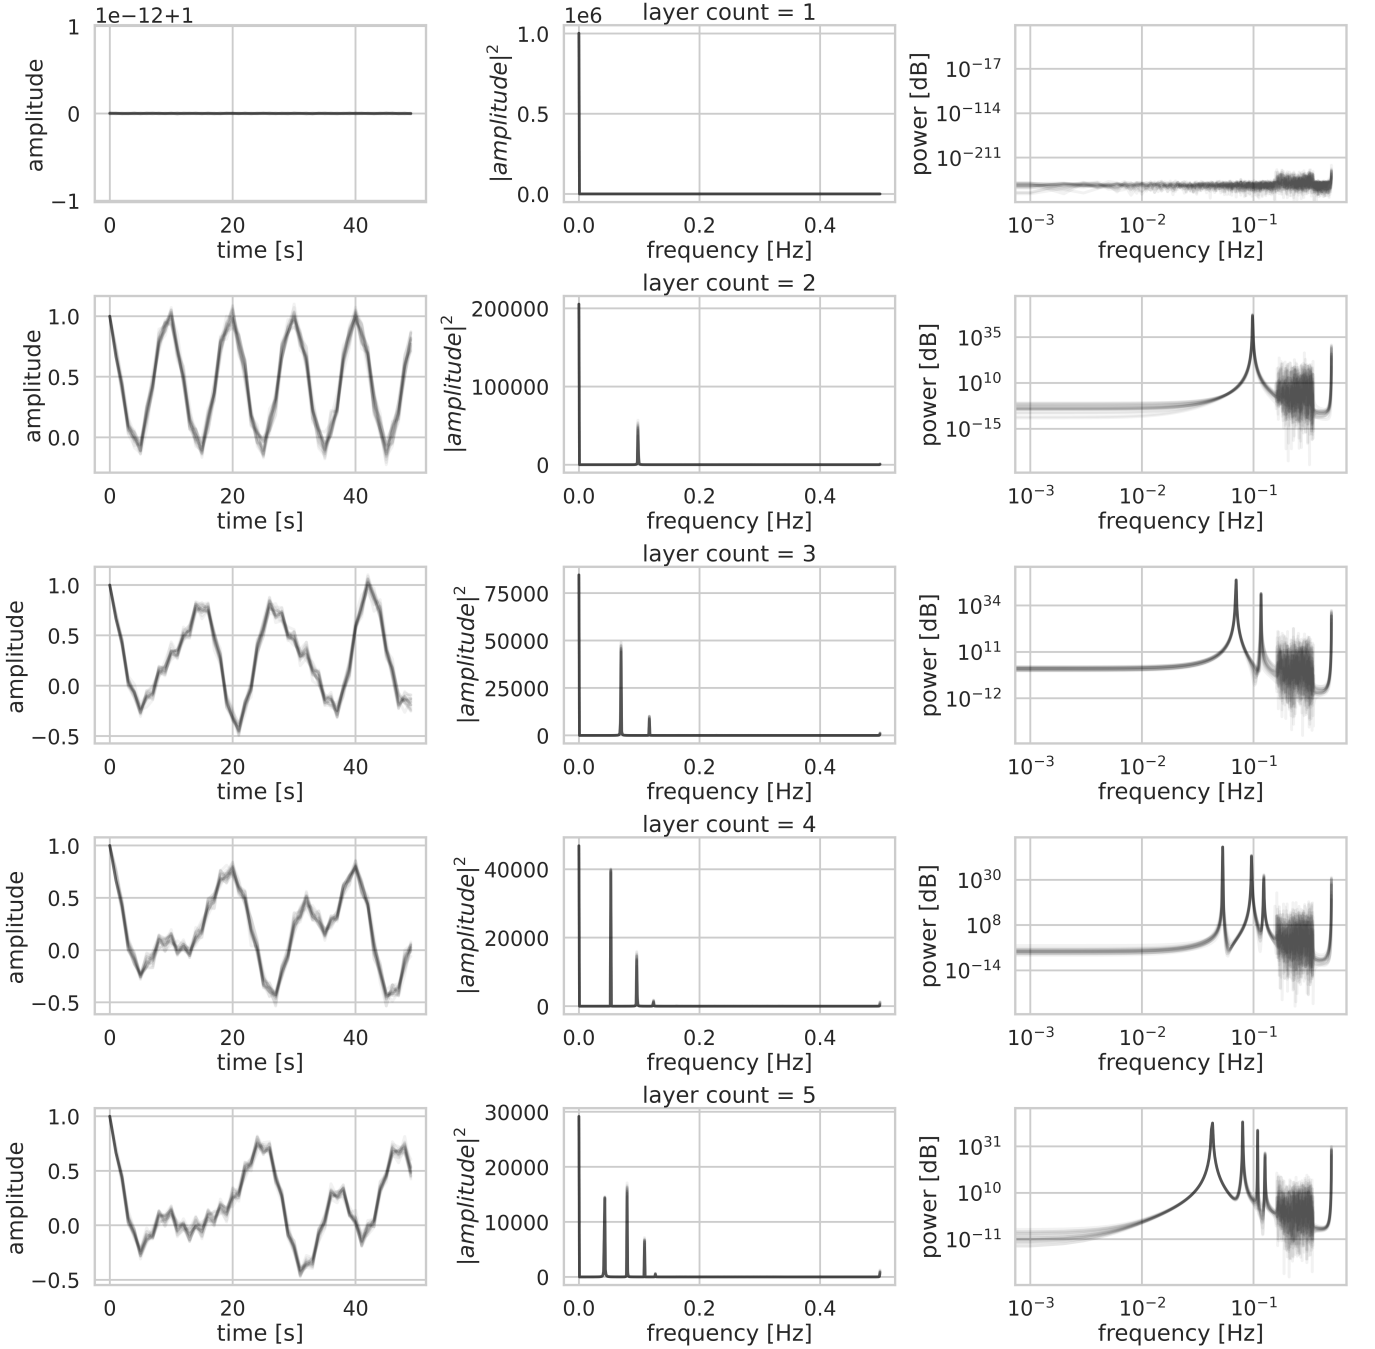 1e−12+1
1
0
−1
amplitude
0
20
40
time [s]
layer count = 1
1e6
1.0
0.5
0.0
|amplitude|²
0.0
0.2
0.4
frequency [Hz]
10⁻¹⁷
10⁻¹¹⁴
10⁻²¹¹
power [dB]
10⁻³
10⁻²
10⁻¹
frequency [Hz]
1.0
0.5
0.0
amplitude
0
20
40
time [s]
layer count = 2
200000
100000
0
|amplitude|²
0.0
0.2
0.4
frequency [Hz]
10³⁵
10¹⁰
10⁻¹⁵
power [dB]
10⁻³
10⁻²
10⁻¹
frequency [Hz]
1.0
0.5
0.0
−0.5
amplitude
0
20
40
time [s]
layer count = 3
75000
50000
25000
0
|amplitude|²
0.0
0.2
0.4
frequency [Hz]
10³⁴
10¹¹
10⁻¹²
power [dB]
10⁻³
10⁻²
10⁻¹
frequency [Hz]
1.0
0.5
0.0
−0.5
amplitude
0
20
40
time [s]
layer count = 4
40000
20000
0
|amplitude|²
0.0
0.2
0.4
frequency [Hz]
10³⁰
10⁸
10⁻¹⁴
power [dB]
10⁻³
10⁻²
10⁻¹
frequency [Hz]
1.0
0.5
0.0
−0.5
amplitude
0
20
40
time [s]
layer count = 5
30000
20000
10000
0
|amplitude|²
0.0
0.2
0.4
frequency [Hz]
10³¹
10¹⁰
10⁻¹¹
power [dB]
10⁻³
10⁻²
10⁻¹
frequency [Hz]